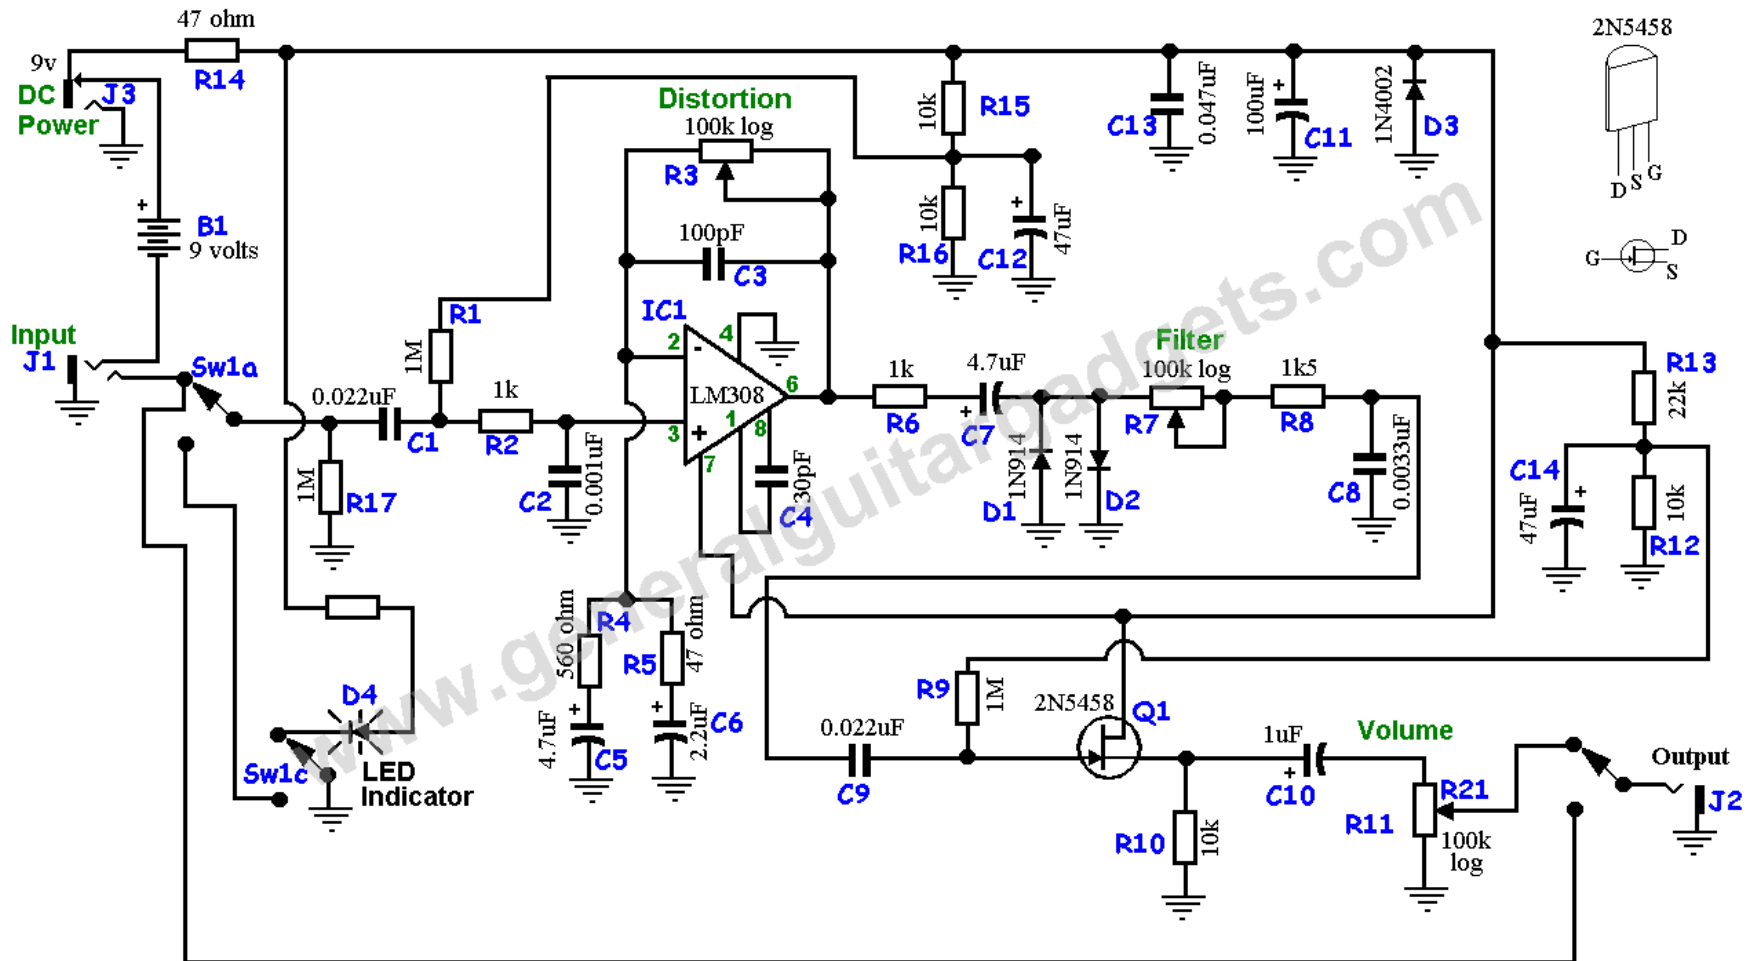 47 ohm
R14
9v
DC
Power
J3
+
B1
9 volts
Input
J1
Sw1a
0.022uF
C1
R1
1M
1k
R2
1M
R17
C2
0.001uF
Distortion
100k log
R3
100pF
C3
IC1
2
-
4
LM308
6
1
8
3
+
7
30pF
C4
10k
R15
10k
R16
+
C12
47uF
C13
0.047uF
100uF
+
C11
1N4002
D3
2N5458
D
S
G
G
D
S
1k
R6
4.7uF
+
C7
1N914
D1
1N914
D2
Filter
100k log
R7
1k5
R8
C8
0.0033uF
R13
22k
C14
+
47uF
10k
R12
560 ohm
R4
R5
47 ohm
+
4.7uF
C5
+
2.2uF
C6
D4
Sw1c
LED
Indicator
R9
1M
0.022uF
C9
2N5458
Q1
R10
10k
1uF
+
C10
Volume
R21
R11
100k
log
Output
J2
www.generalguitargadgets.com